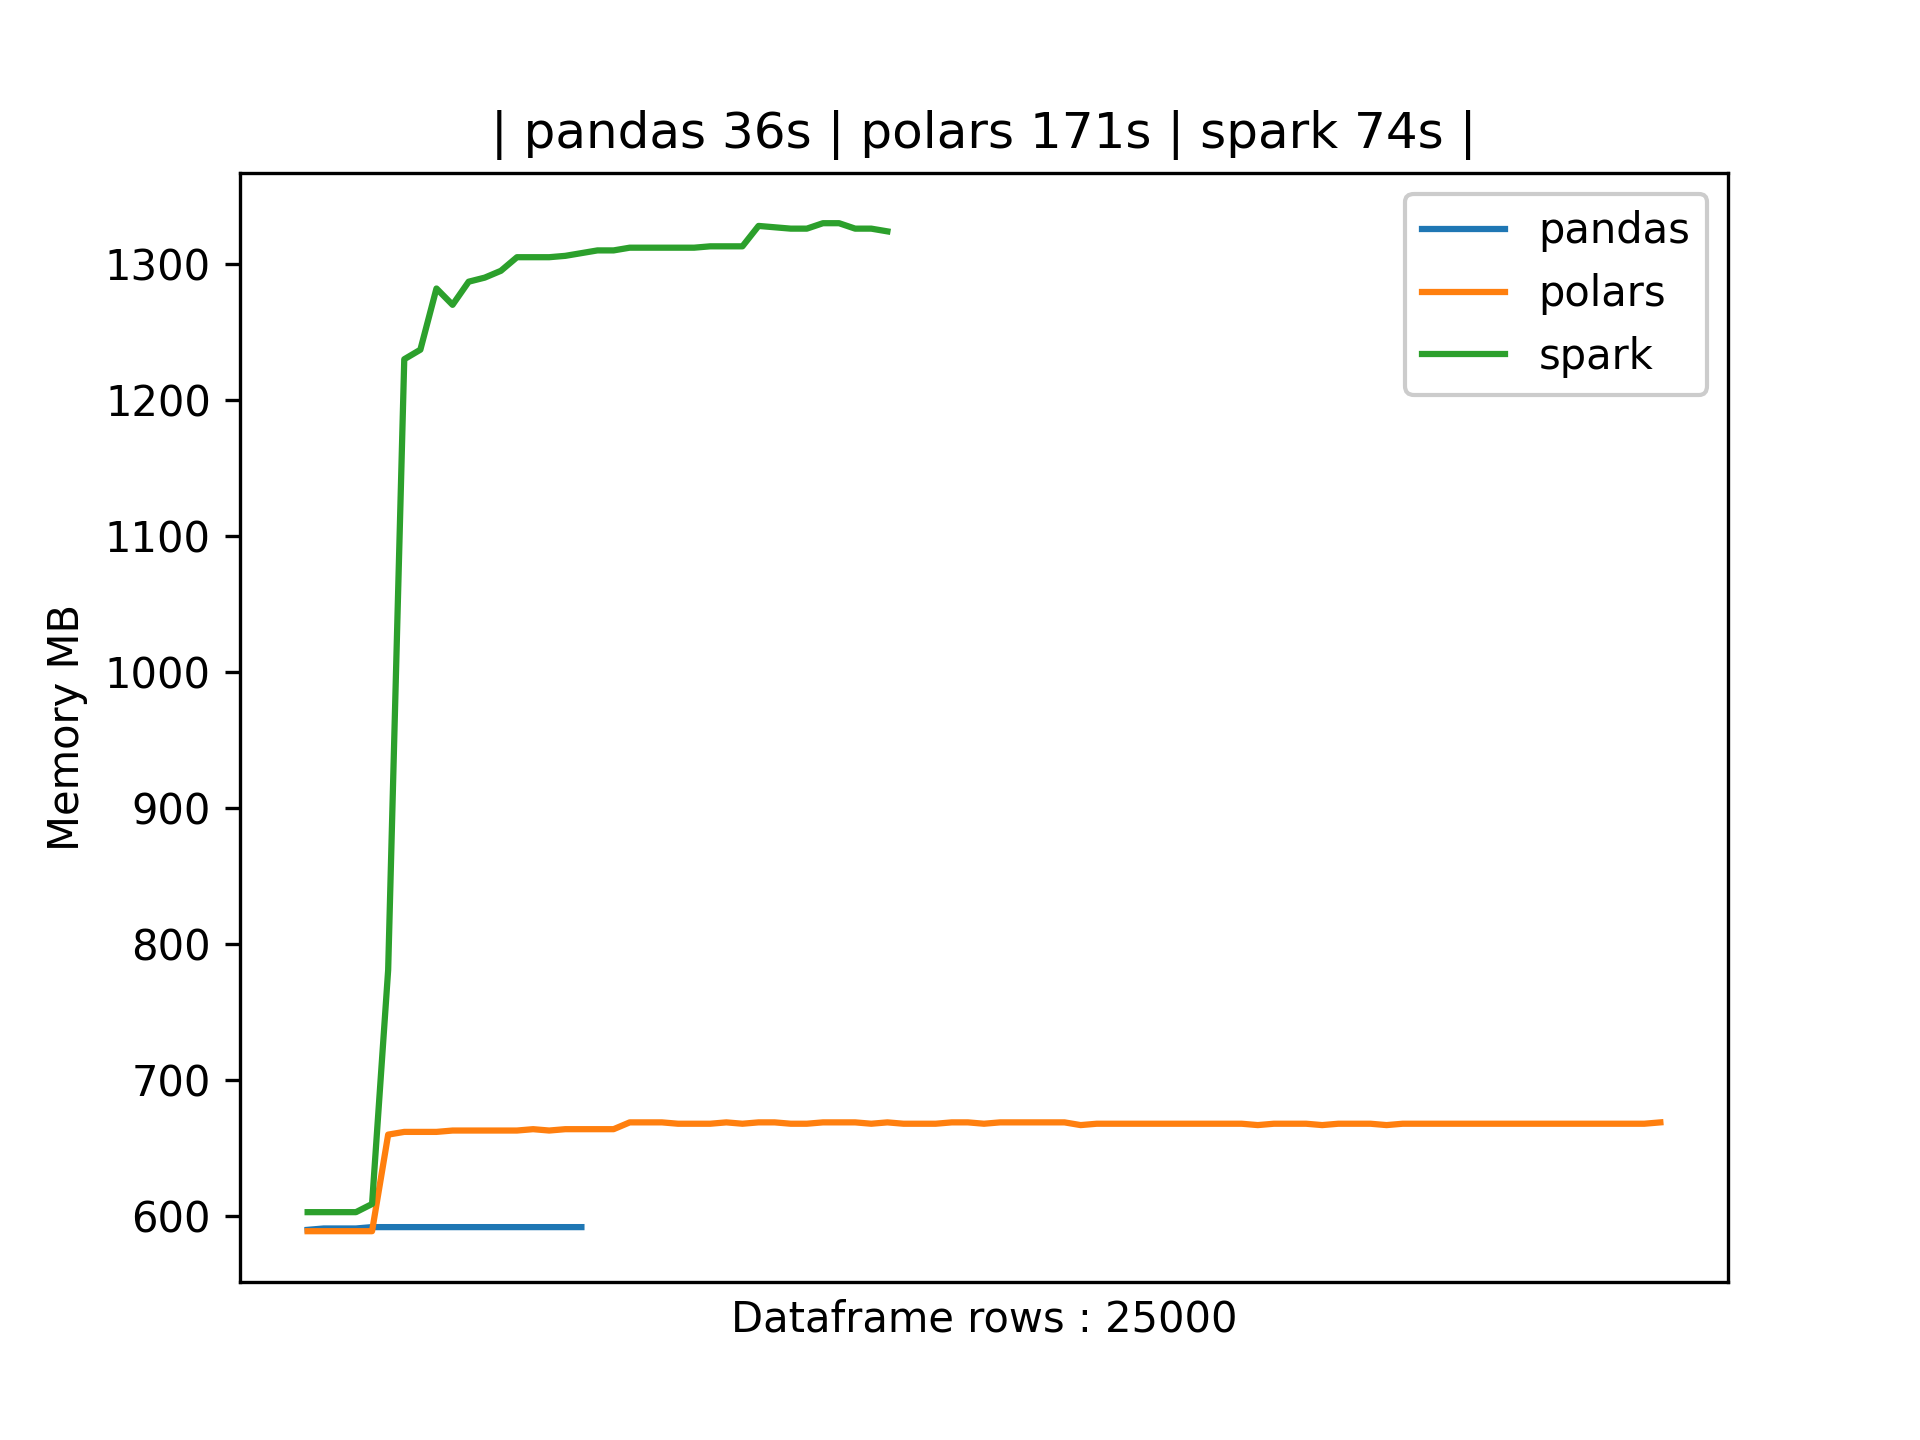 | pandas 36s | polars 171s | spark 74s |
pandas
polars
spark
1300
1200
1100
1000
900
800
700
600
Memory MB
Dataframe rows : 25000